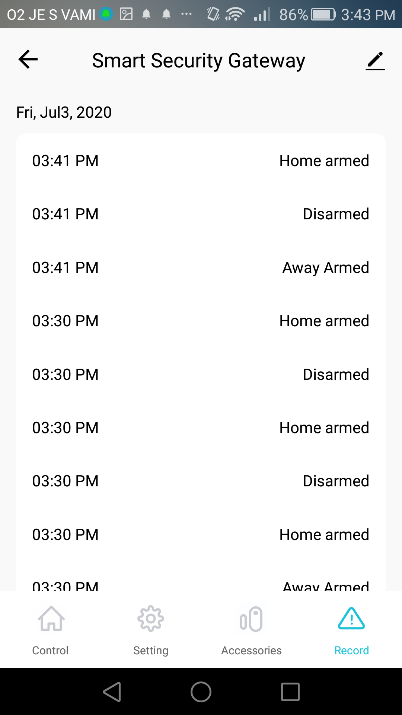 O2 JE S VAMI 86% 3:43 PM
Smart Security Gateway
Fri, Jul3, 2020
03:41 PM Home armed
03:41 PM Disarmed
03:41 PM Away Armed
03:30 PM Home armed
03:30 PM Disarmed
03:30 PM Home armed
03:30 PM Disarmed
03:30 PM Home armed
03:30 PM Away Armed
Control Setting Accessories Record